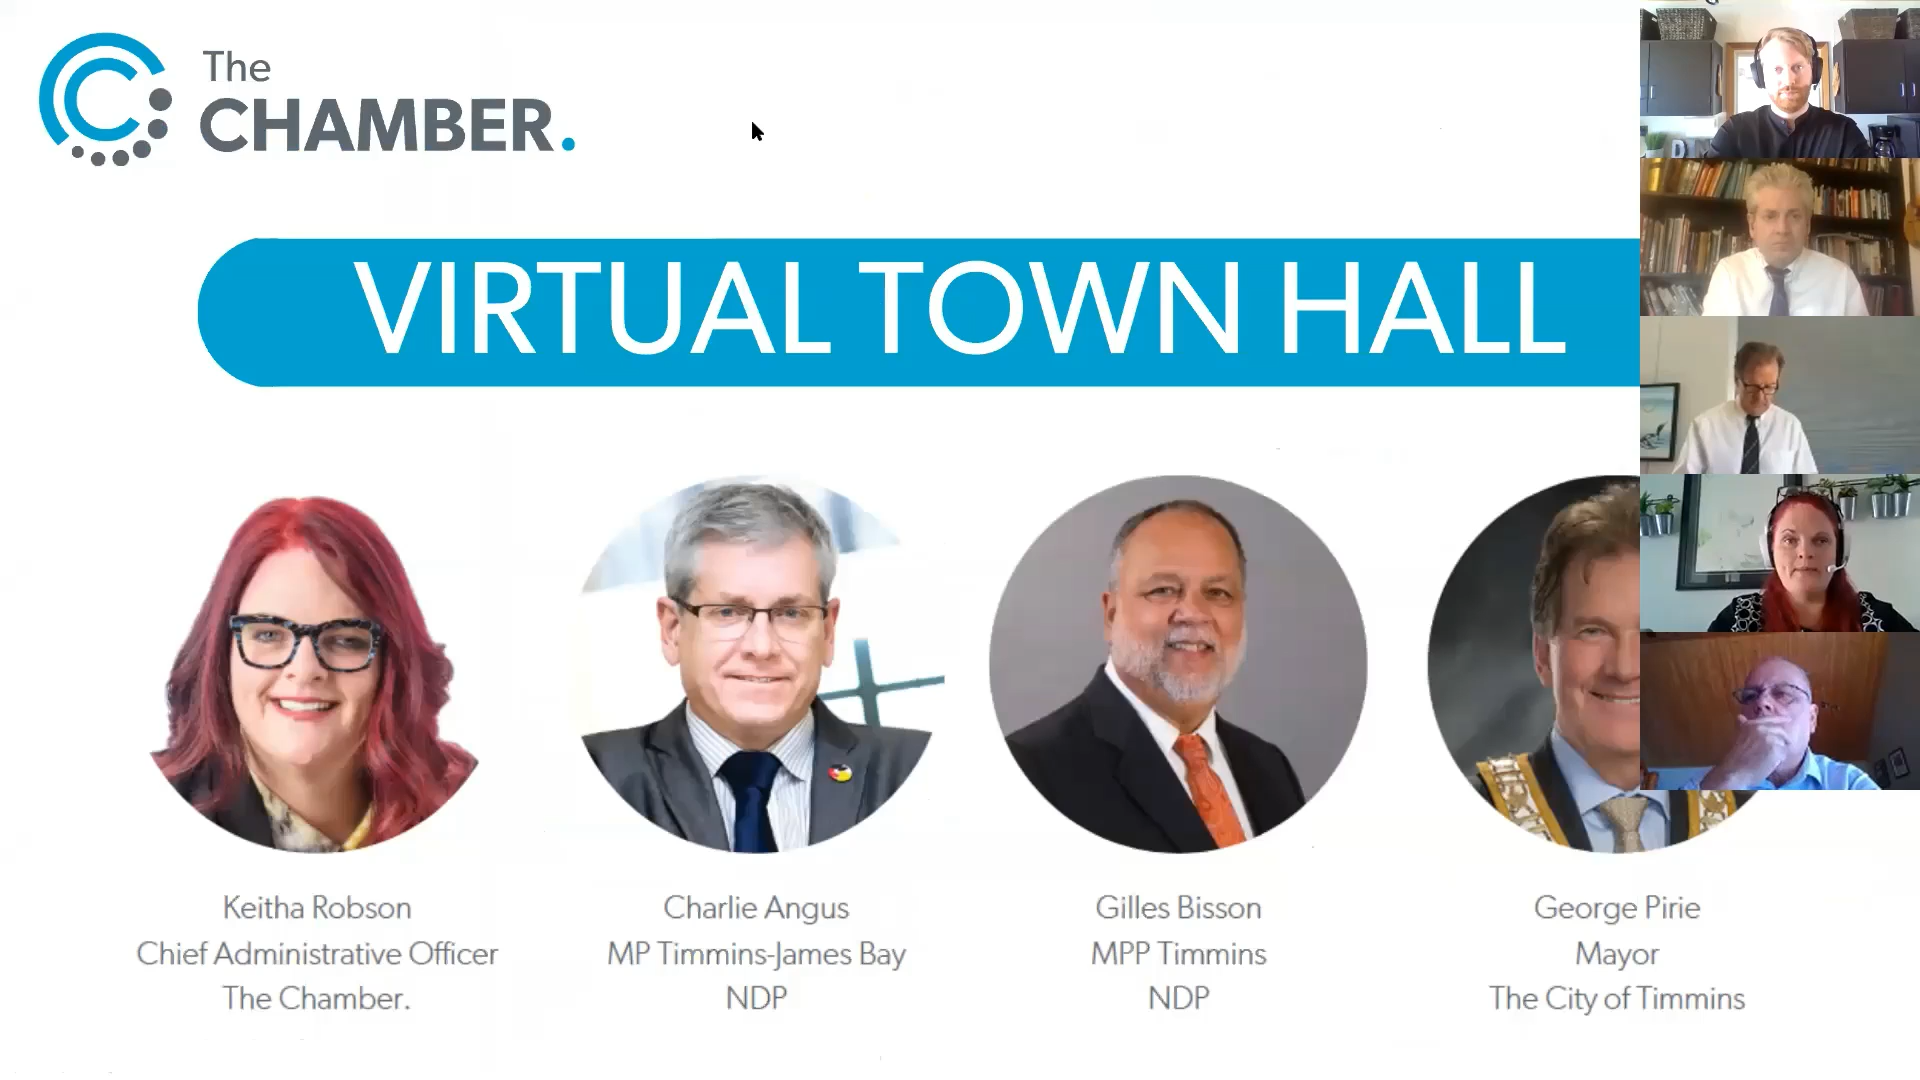 The
CHAMBER.
VIRTUAL TOWN HALL
Keitha Robson
Chief Administrative Officer
The Chamber.
Charlie Angus
MP Timmins-James Bay
NDP
Gilles Bisson
MPP Timmins
NDP
George Pirie
Mayor
The City of Timmins